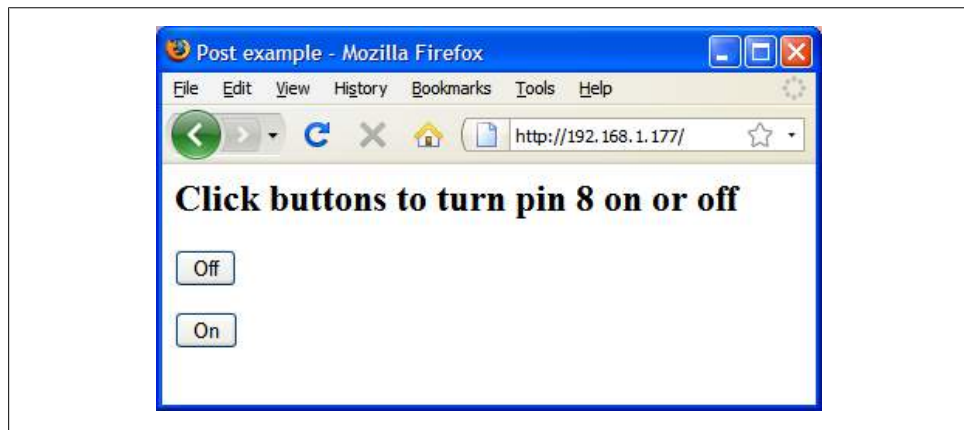 Post example - Mozilla Firefox
File Edit View History Bookmarks Tools Help
http://192.168.1.177/
Click buttons to turn pin 8 on or off
Off
On